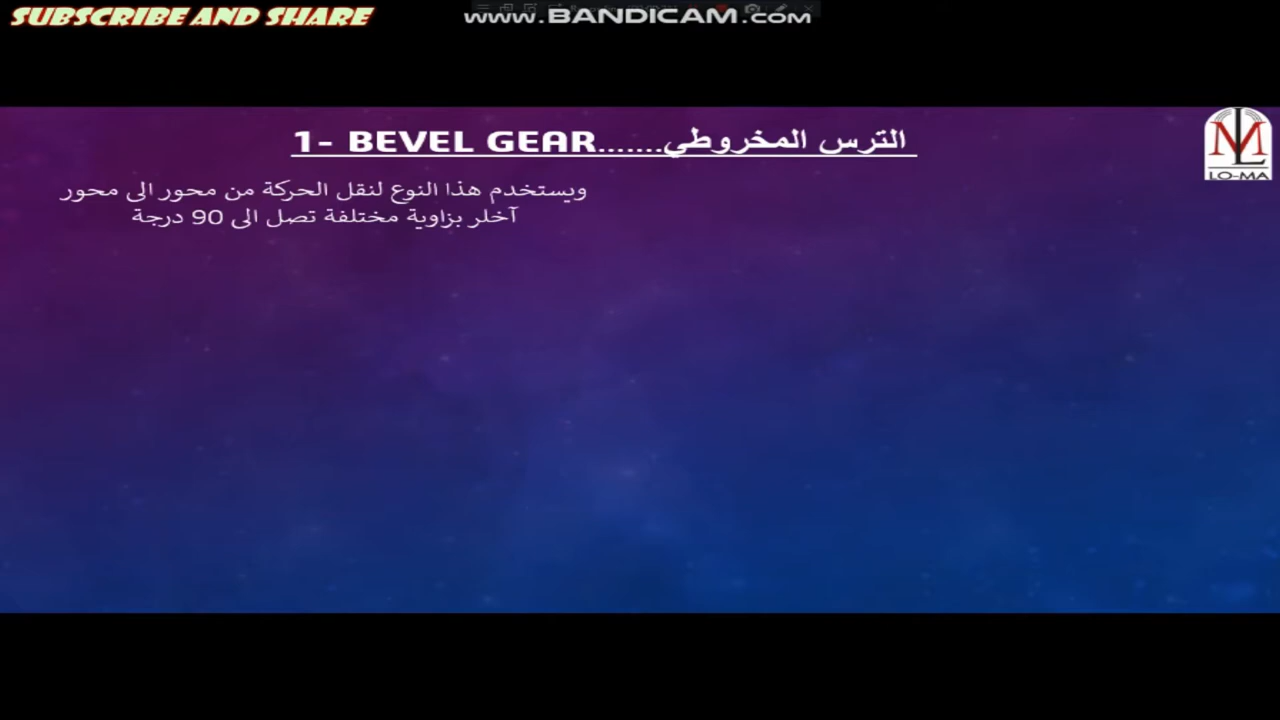 SUBSCRIBE AND SHARE
www.BANDICAM.com
1- BEVEL GEAR.......الترس المخروطي
ويستخدم هذا النوع لنقل الحركة من محور الى محور
آخلر بزاوية مختلفة تصل الى 90 درجة
LO-MA